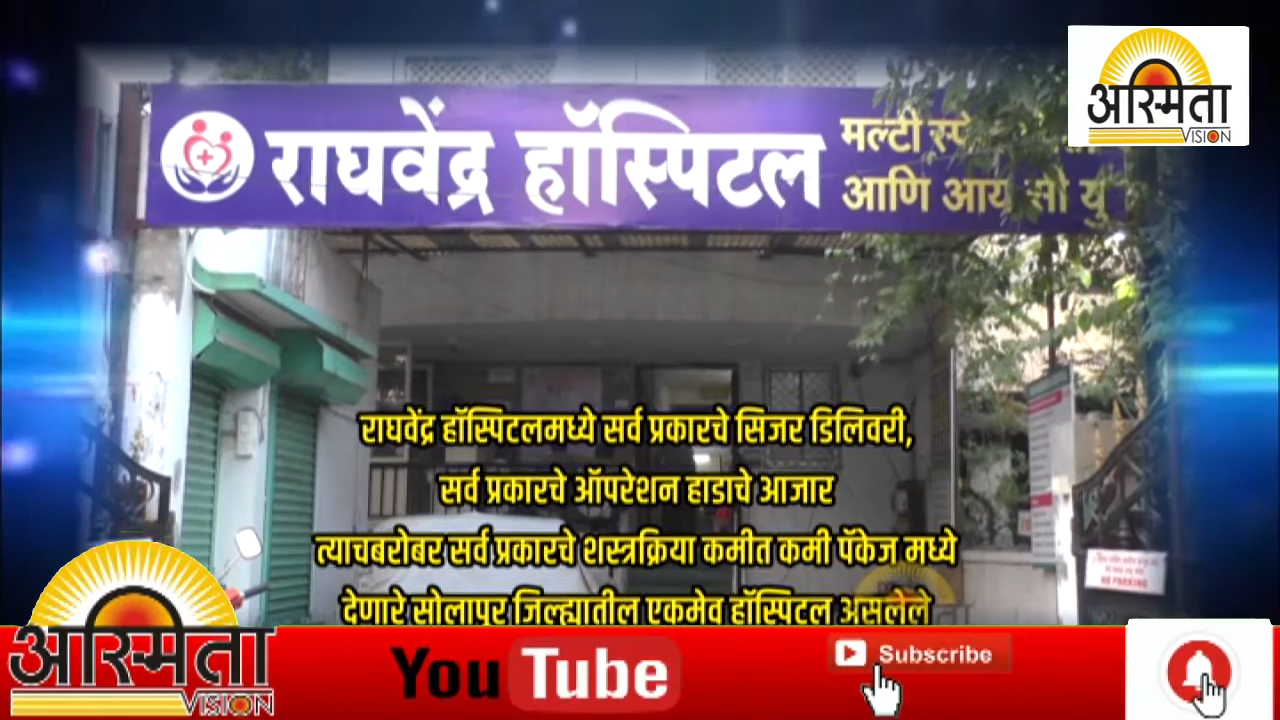 राघवेंद्र हॉस्पिटल
मल्टी
आणि आय सी यु
अस्मिता
VISION
राघवेंद्र हॉस्पिटलमध्ये सर्व प्रकारचे सिजर डिलिवरी,
सर्व प्रकारचे ऑपरेशन हाडाचे आजार
त्याचबरोबर सर्व प्रकारचे शस्त्रक्रिया कमीत कमी पॅकेज मध्ये
देणारे सोलापूर जिल्ह्यातील एकमेव हॉस्पिटल असलेले
NO PARKING
अस्मिता
VISION
You Tube
Subscribe